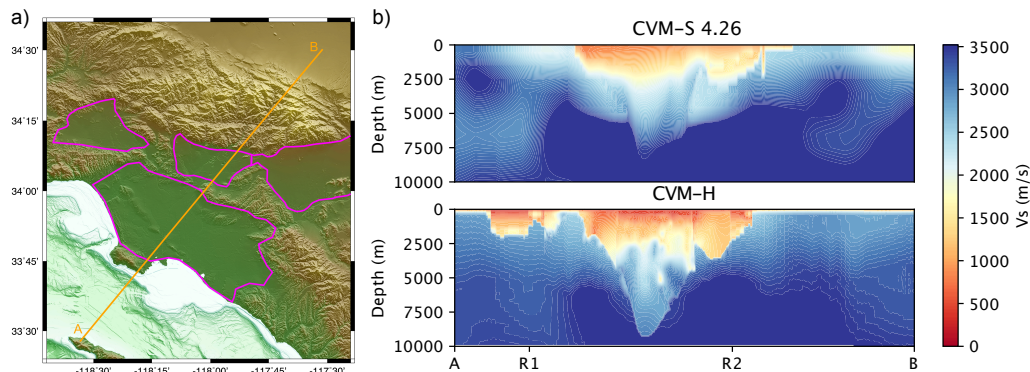 a)
34°30'
34°15'
34°00'
33°45'
33°30'
-118°30'
-118°15'
-118°00'
-117°45'
-117°30'
A
B
b)
CVM-S 4.26
Depth (m)
0
2500
5000
7500
10000
CVM-H
Depth (m)
0
2500
5000
7500
10000
A
R1
R2
B
3500
3000
2500
2000
1500
1000
500
0
Vs (m/s)